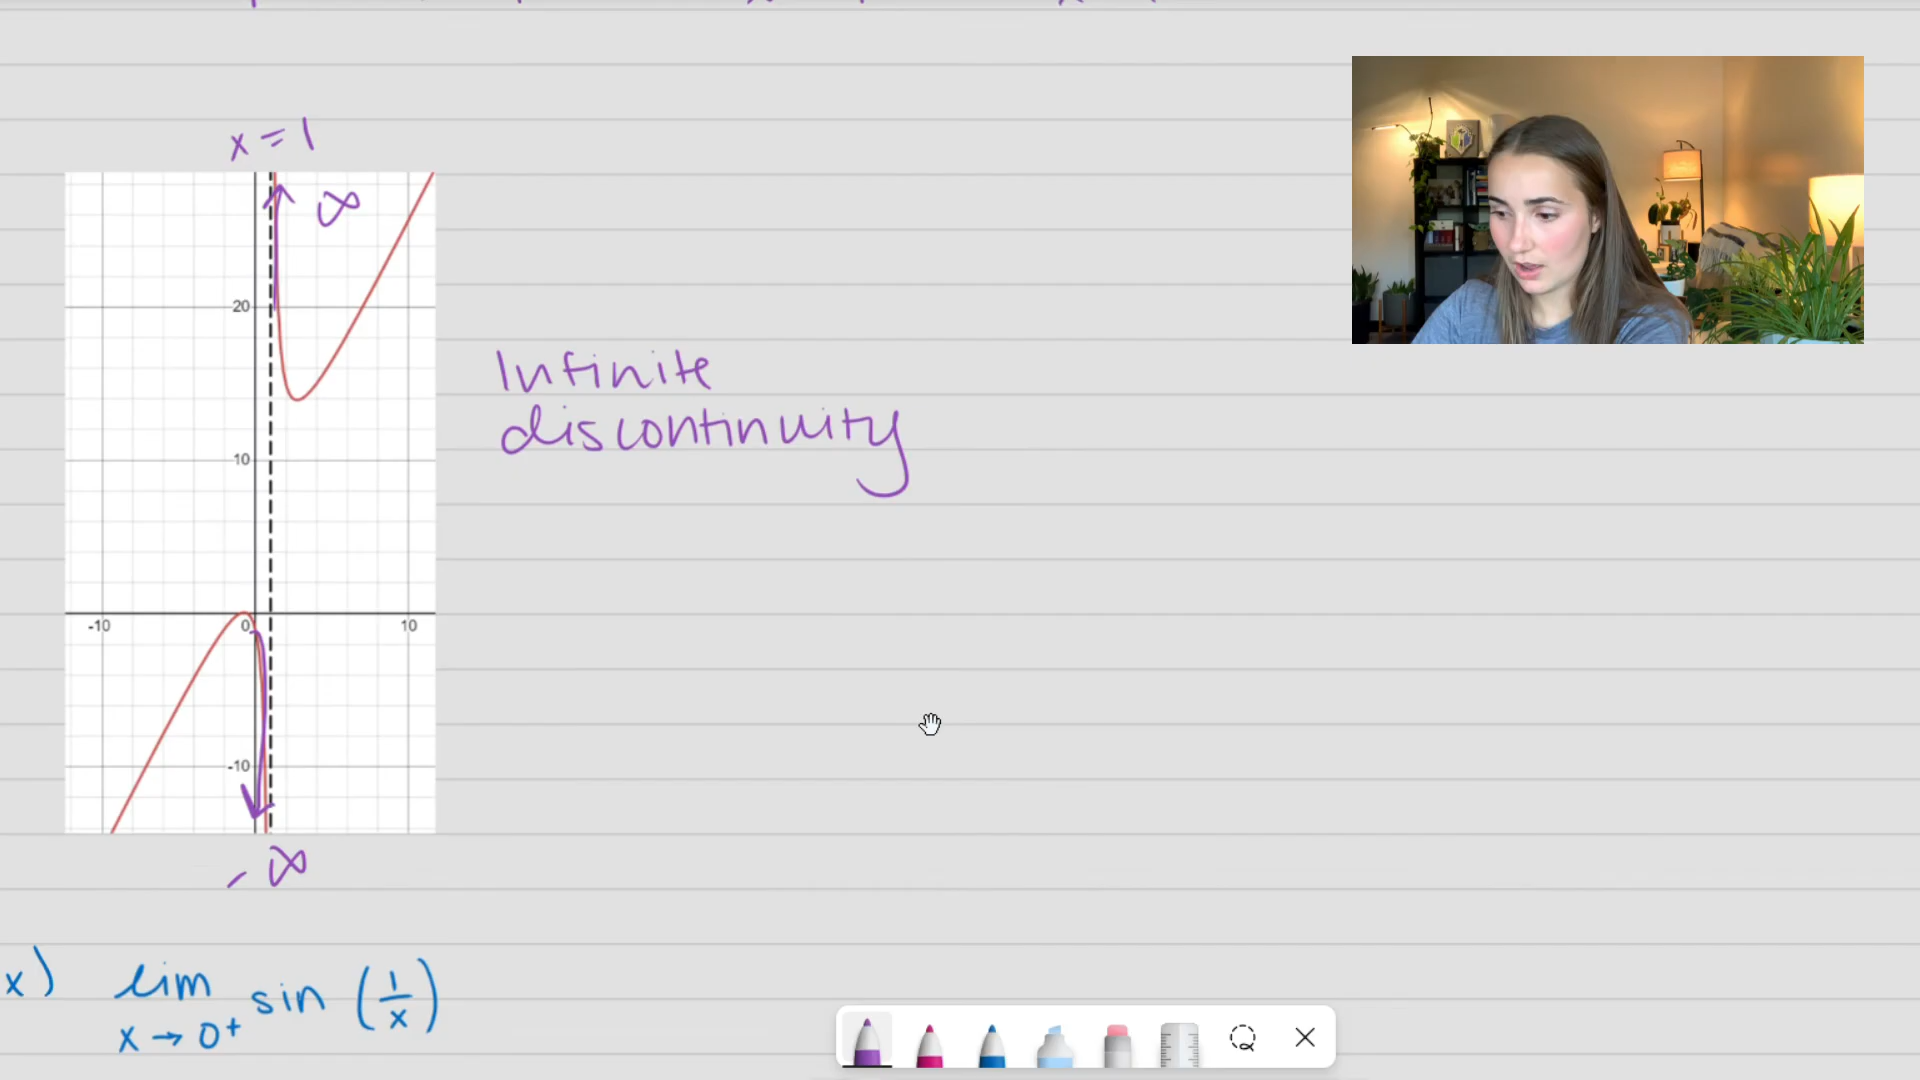 x = 1
∞
20
10
-10
0
10
-10
- ∞
Infinite
discontinuity
x) lim sin (1/x)
x → 0⁺